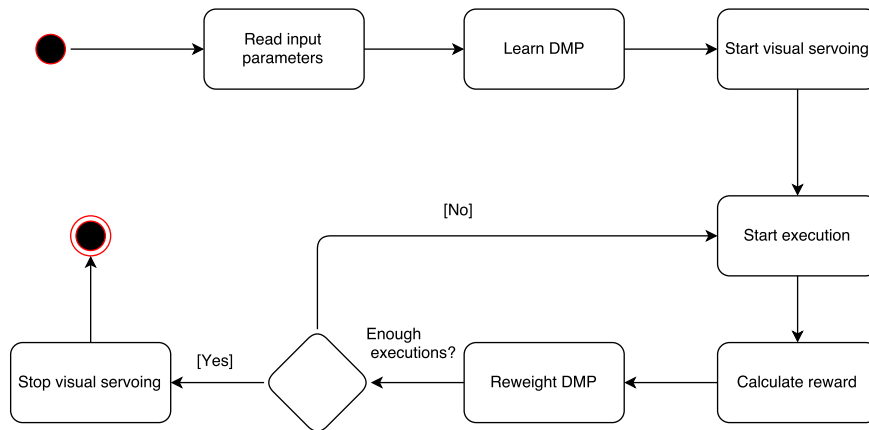 Read input
parameters
Learn DMP
Start visual servoing
[No]
Start execution
Enough
executions?
[Yes]
Stop visual servoing
Reweight DMP
Calculate reward